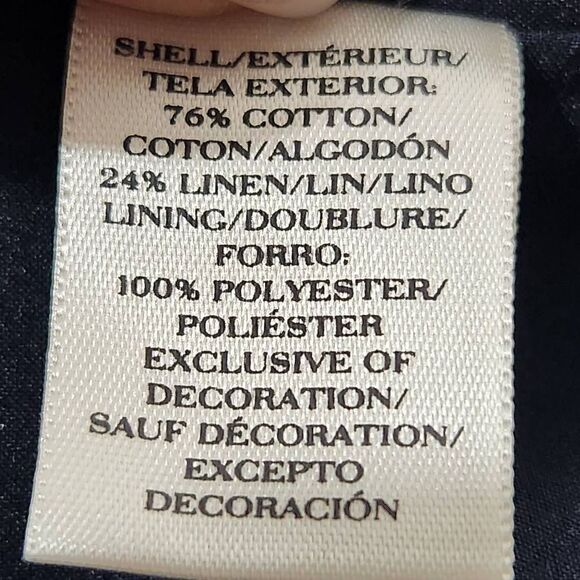 SHELL/EXTÉRIEUR/
TELA EXTERIOR:
76% COTTON/
COTON/ALGODÓN
24% LINEN/LIN/LINO
LINING/DOUBLURE/
FORRO:
100% POLYESTER/
POLIÉSTER
EXCLUSIVE OF
DECORATION/
SAUF DÉCORATION/
EXCEPTO
DECORACIÓN